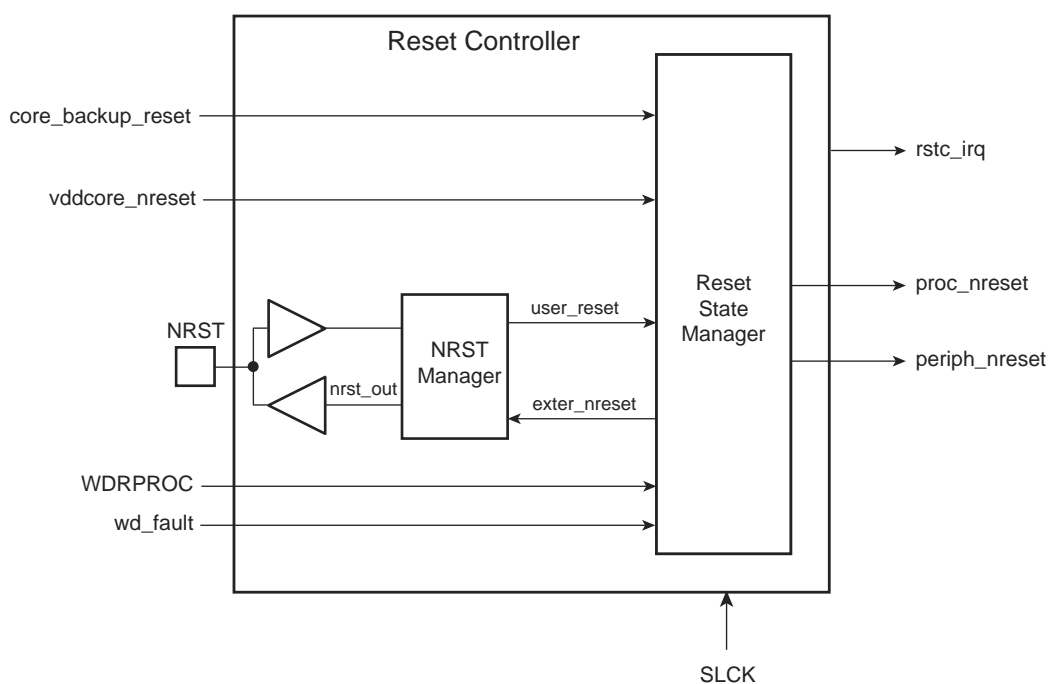 Reset Controller
core_backup_reset
rstc_irq
vddcore_nreset
Reset
State
Manager
proc_nreset
user_reset
NRST
NRST
Manager
periph_nreset
nrst_out
exter_nreset
WDRPROC
wd_fault
SLCK